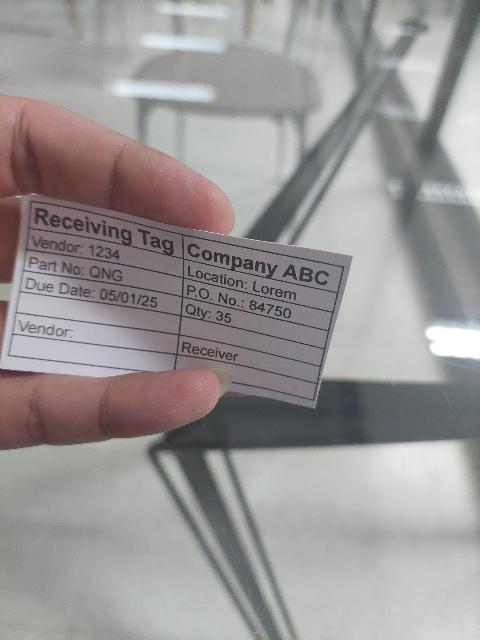 Receiving Tag Company ABC
Vendor: 1234 Location: Lorem
Part No: QNG P.O. No.: 84750
Due Date: 05/01/25 Qty: 35
Vendor: Receiver